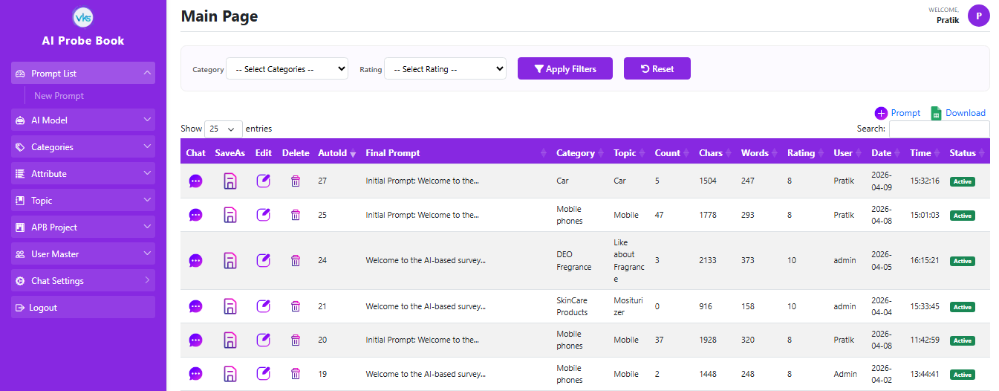 vks
AI Probe Book
Prompt List
New Prompt
AI Model
Categories
Attribute
Topic
APB Project
User Master
Chat Settings
Logout
Main Page
WELCOME,
Pratik
P
Category -- Select Categories -- Rating -- Select Rating -- Apply Filters Reset
Prompt Download
Show 25 entries Search:
Chat SaveAs Edit Delete AutoId Final Prompt Category Topic Count Chars Words Rating User Date Time Status
27 Initial Prompt: Welcome to the... Car Car 5 1504 247 8 Pratik 2026-
04-09 15:32:16 Active
25 Initial Prompt: Welcome to the... Mobile
phones Mobile 47 1778 293 8 Pratik 2026-
04-08 15:01:03 Active
24 Welcome to the AI-based survey... DEO
Fregrance Like
about
Fragranc
e 3 2133 373 10 admin 2026-
04-05 16:15:21 Active
21 Welcome to the AI-based survey... SkinCare
Products Mosituri
zer 0 916 158 10 admin 2026-
04-04 15:33:45 Active
20 Initial Prompt: Welcome to the... Mobile
phones Mobile 37 1928 320 8 Pratik 2026-
04-08 11:42:59 Active
19 Welcome to the AI-based survey... Mobile
phones Mobile 2 1448 248 8 Admin 2026-
04-02 13:44:41 Active